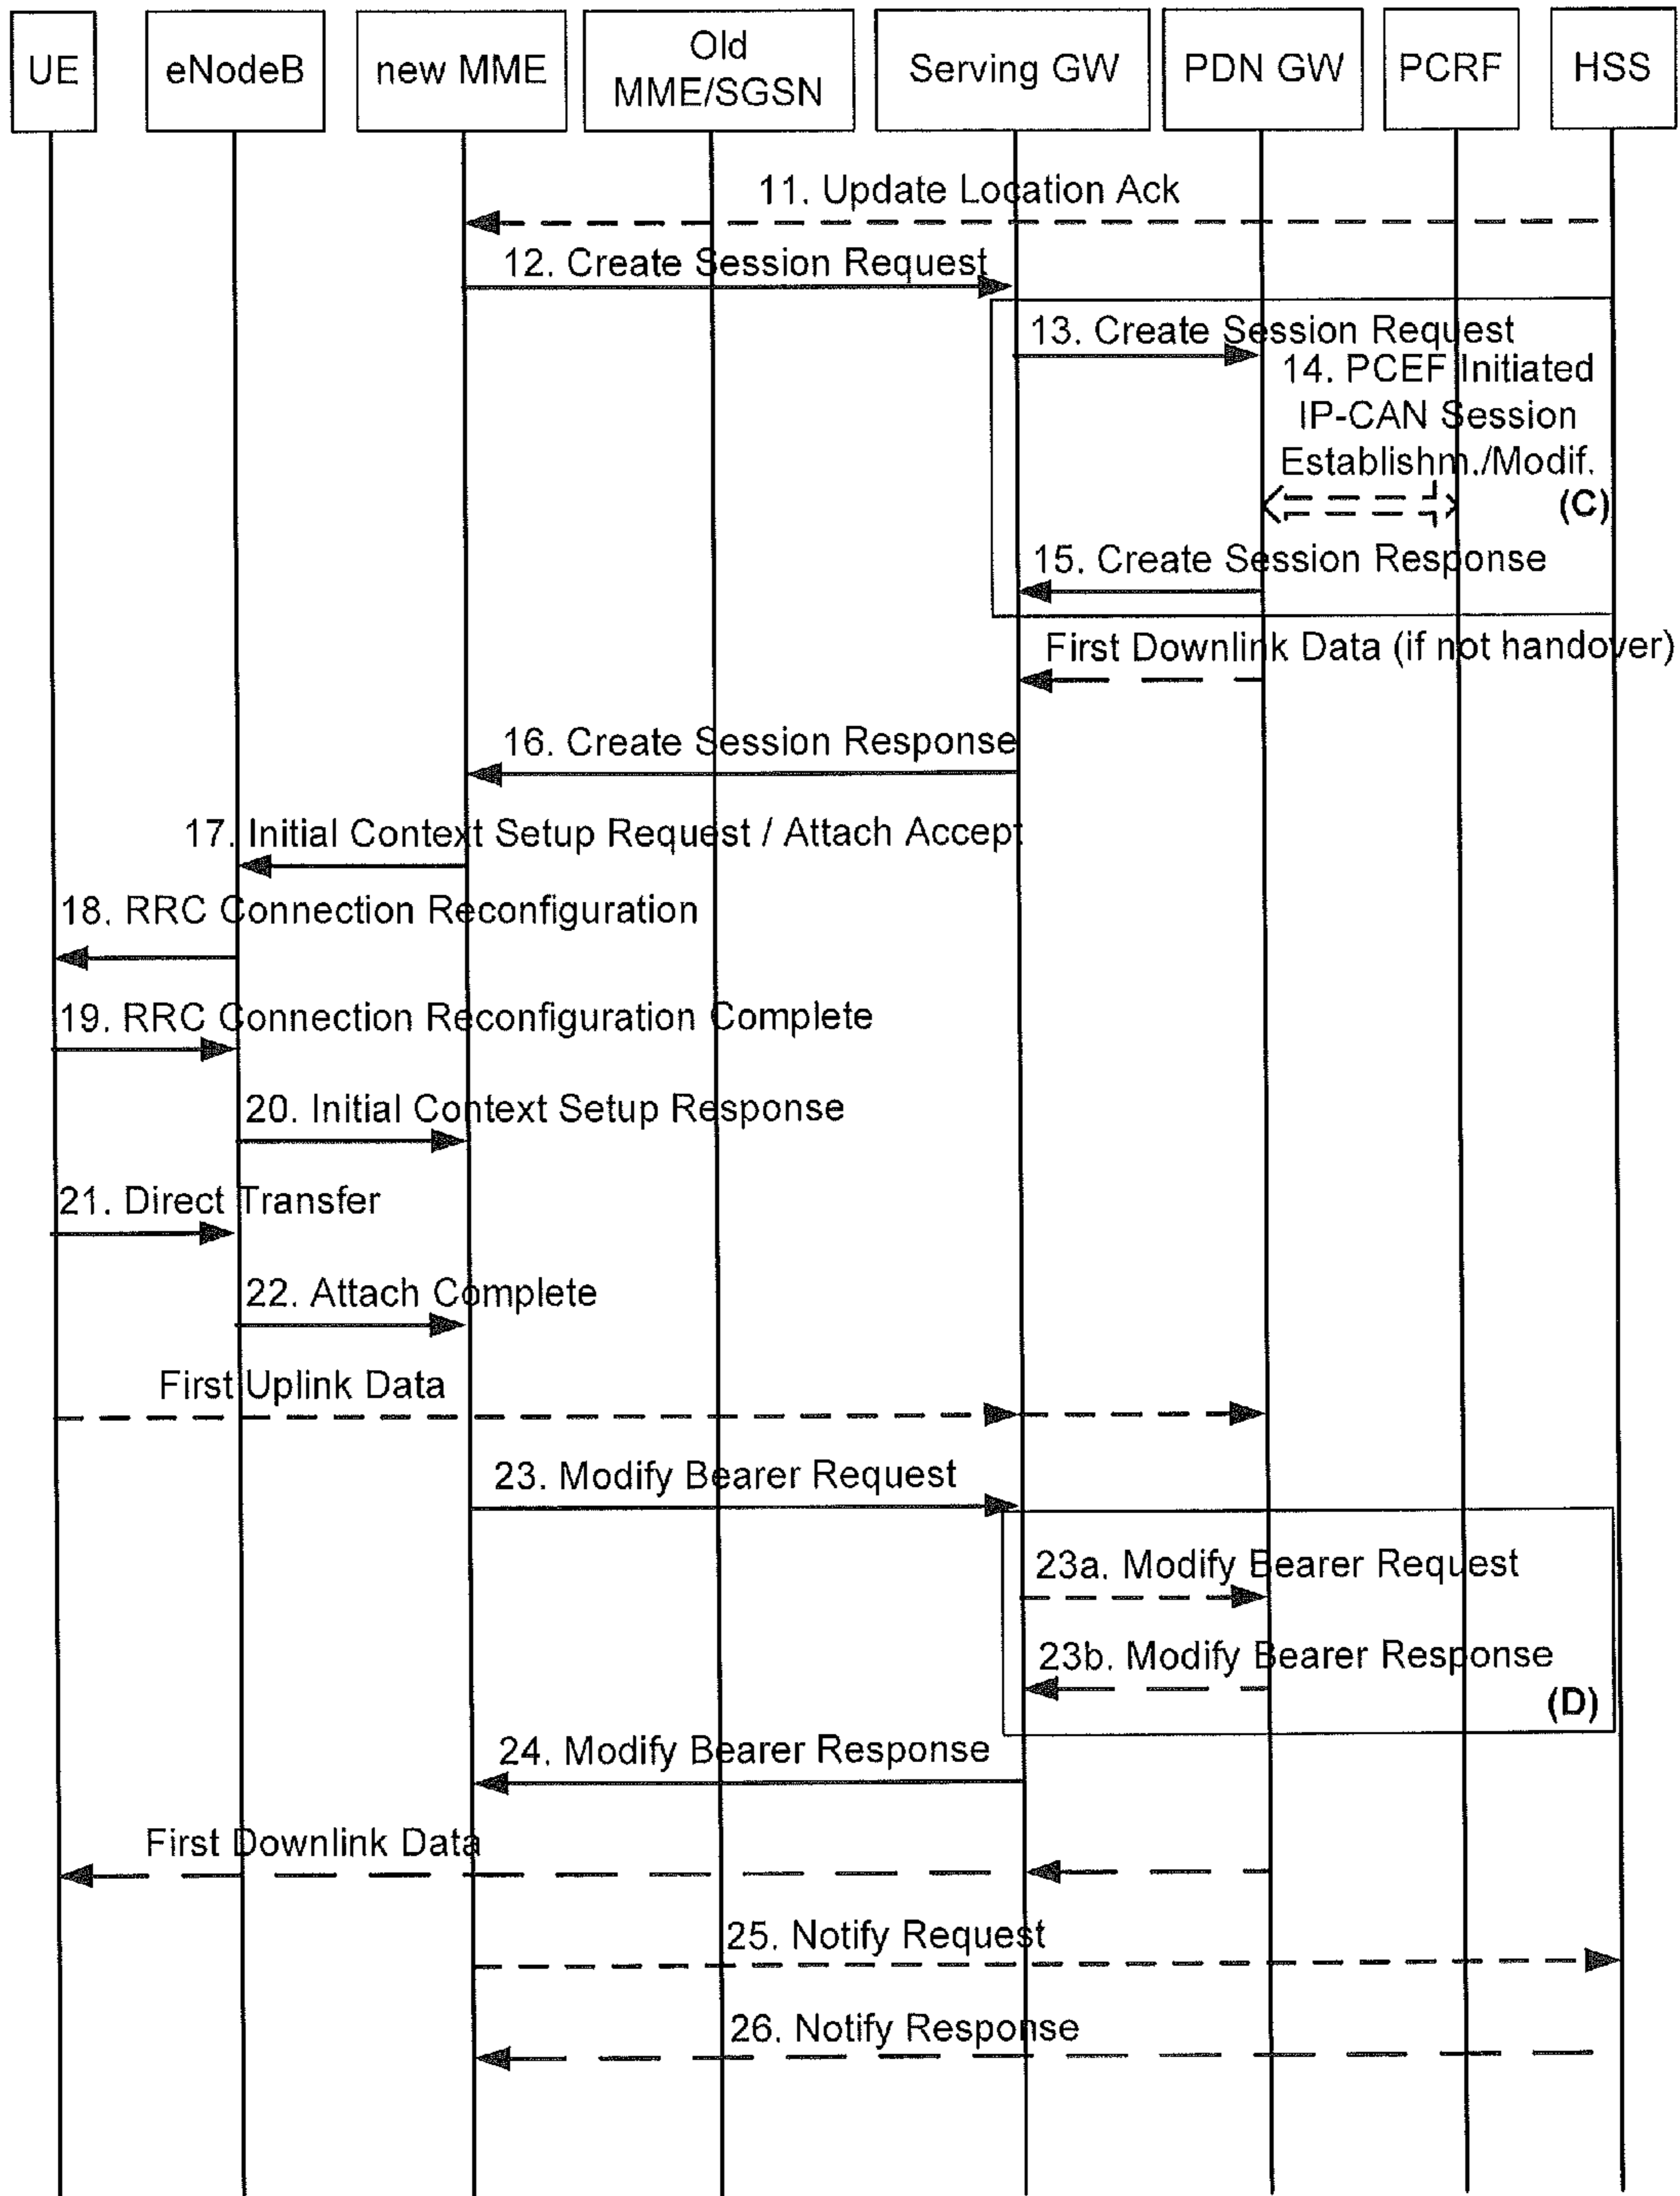 UE
eNodeB
new MME
Old
MME/SGSN
Serving GW
PDN GW
PCRF
HSS
11. Update Location Ack
12. Create Session Request
13. Create Session Request
14. PCEF Initiated
IP-CAN Session
Establishm./Modif.
(C)
15. Create Session Response
First Downlink Data (if not handover)
16. Create Session Response
17. Initial Context Setup Request / Attach Accept
18. RRC Connection Reconfiguration
19. RRC Connection Reconfiguration Complete
20. Initial Context Setup Response
21. Direct Transfer
22. Attach Complete
First Uplink Data
23. Modify Bearer Request
23a. Modify Bearer Request
23b. Modify Bearer Response
(D)
24. Modify Bearer Response
First Downlink Data
25. Notify Request
26. Notify Response